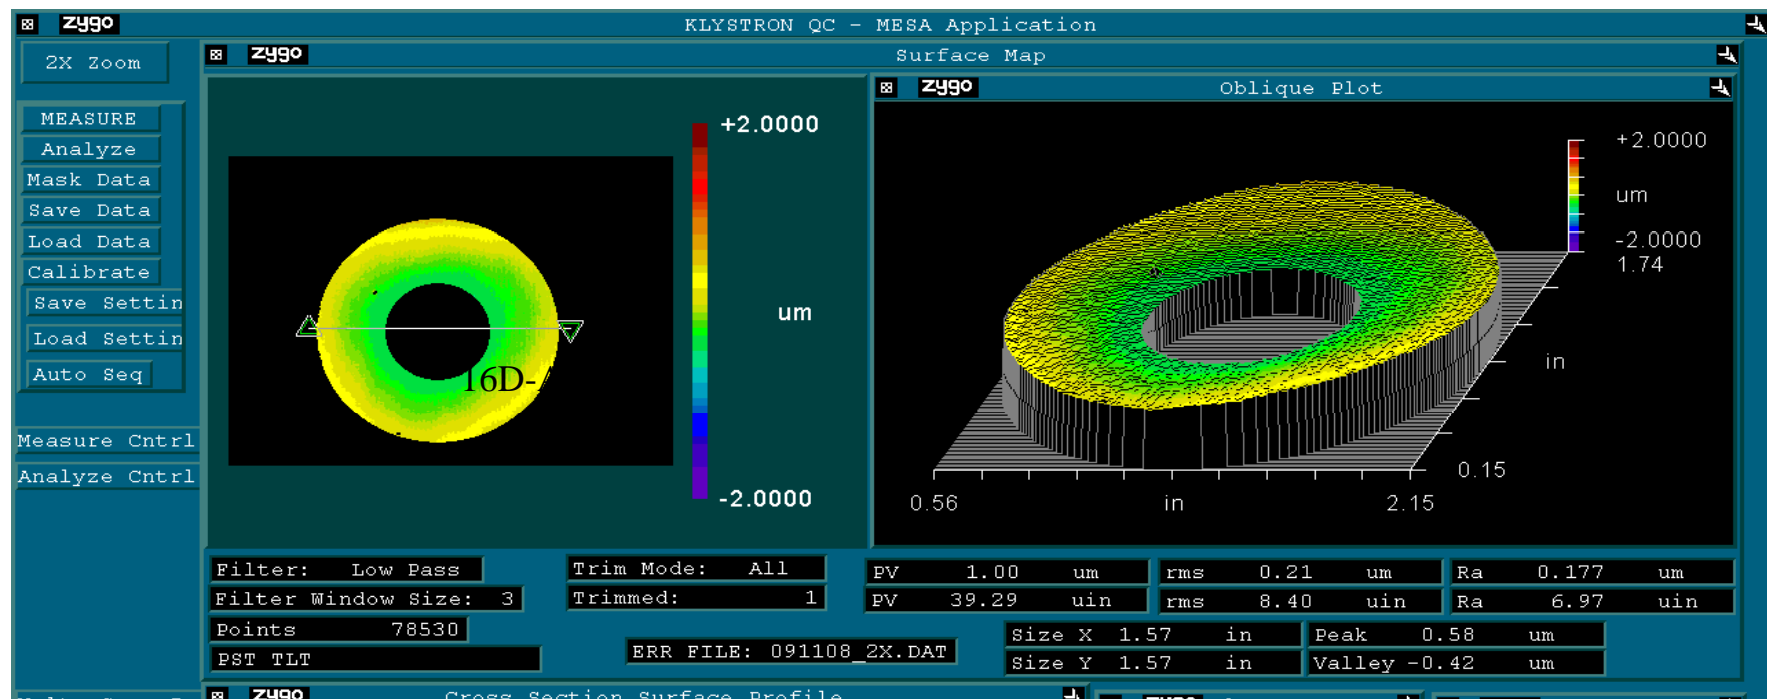 zygo KLYSTRON QC - MESA Application
2X Zoom
MEASURE
Analyze
Mask Data
Save Data
Load Data
Calibrate
Save Settin
Load Settin
Auto Seq
Measure Cntrl
Analyze Cntrl
zygo Surface Map
+2.0000
um
-2.0000
16D-
zygo Oblique Plot
+2.0000
um
-2.0000
1.74
in
0.15
0.56 in 2.15
Filter: Low Pass
Filter Window Size: 3
Points 78530
PST TLT
Trim Mode: All
Trimmed: 1
ERR FILE: 091108_2X.DAT
PV 1.00 um rms 0.21 um Ra 0.177 um
PV 39.29 uin rms 8.40 uin Ra 6.97 uin
Size X 1.57 in Peak 0.58 um
Size Y 1.57 in Valley -0.42 um
zygo Cross Section Surface Profile
zygo